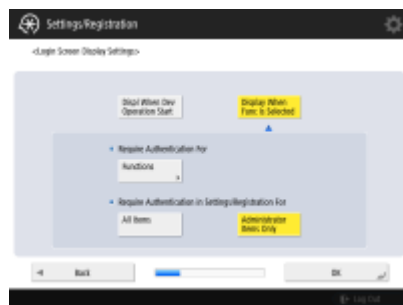 Settings/Registration
<Login Screen Display Settings>
Displ When Dev
Operation Start
Display When
Func Is Selected
Require Authentication For
Functions
Require Authentication in Settings/Registration For
All Items
Administrator
Items Only
Back
OK
Log Out